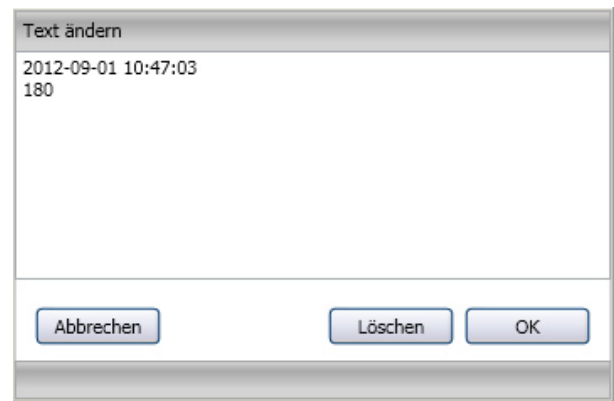 Text ändern
2012-09-01 10:47:03
180
Abbrechen
Löschen
OK